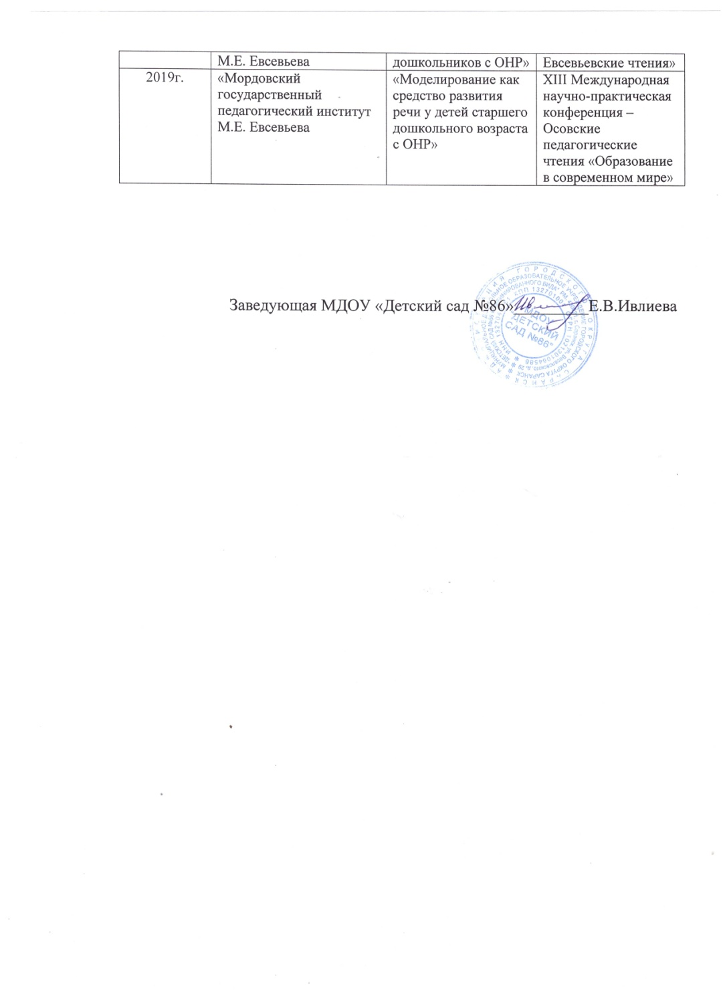 М.Е. Евсевьева
дошкольников с ОНР»
Евсевьевские чтения»
2019г.
«Мордовский
государственный
педагогический институт
М.Е. Евсевьева
«Моделирование как
средство развития
речи у детей старшего
дошкольного возраста
с ОНР»
XIII Международная
научно-практическая
конференция –
Осовские
педагогические
чтения «Образование
в современном мире»
Заведующая МДОУ «Детский сад №86» Е.В.Ивлиева
МДОУ
"ДЕТСКИЙ
САД №86"